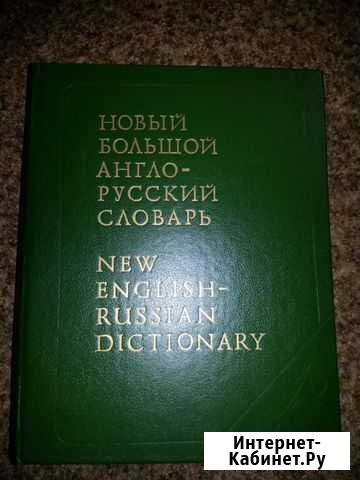 НОВЫЙ
БОЛЬШОЙ
АНГЛО-
РУССКИЙ
СЛОВАРЬ
NEW
ENGLISH-
RUSSIAN
DICTIONARY
Интернет-
Кабинет.Ру